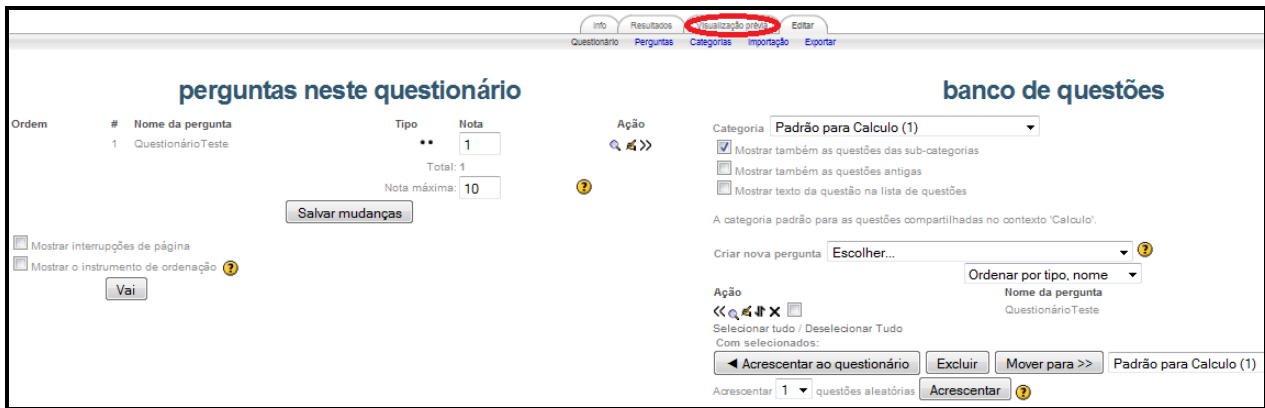 Info Resultados Visualização prévia Editar
Questionário Perguntas Categorias Importação Exportar
perguntas neste questionário
Ordem # Nome da pergunta Tipo Nota Ação
1 QuestionárioTeste 1
Total: 1
Nota máxima: 10
Salvar mudanças
Mostrar interrupções de página
Mostrar o instrumento de ordenação
Vai
banco de questões
Categoria Padrão para Calculo (1)
Mostrar também as questões das sub-categorias
Mostrar também as questões antigas
Mostrar texto da questão na lista de questões
A categoria padrão para as questões compartilhadas no contexto 'Calculo'.
Criar nova pergunta Escolher...
Ordenar por tipo, nome
Ação Nome da pergunta
QuestionárioTeste
Selecionar tudo / Deselecionar Tudo
Com selecionados:
◄ Acrescentar ao questionário Excluir Mover para >> Padrão para Calculo (1)
Acrescentar 1 questões aleatórias Acrescentar